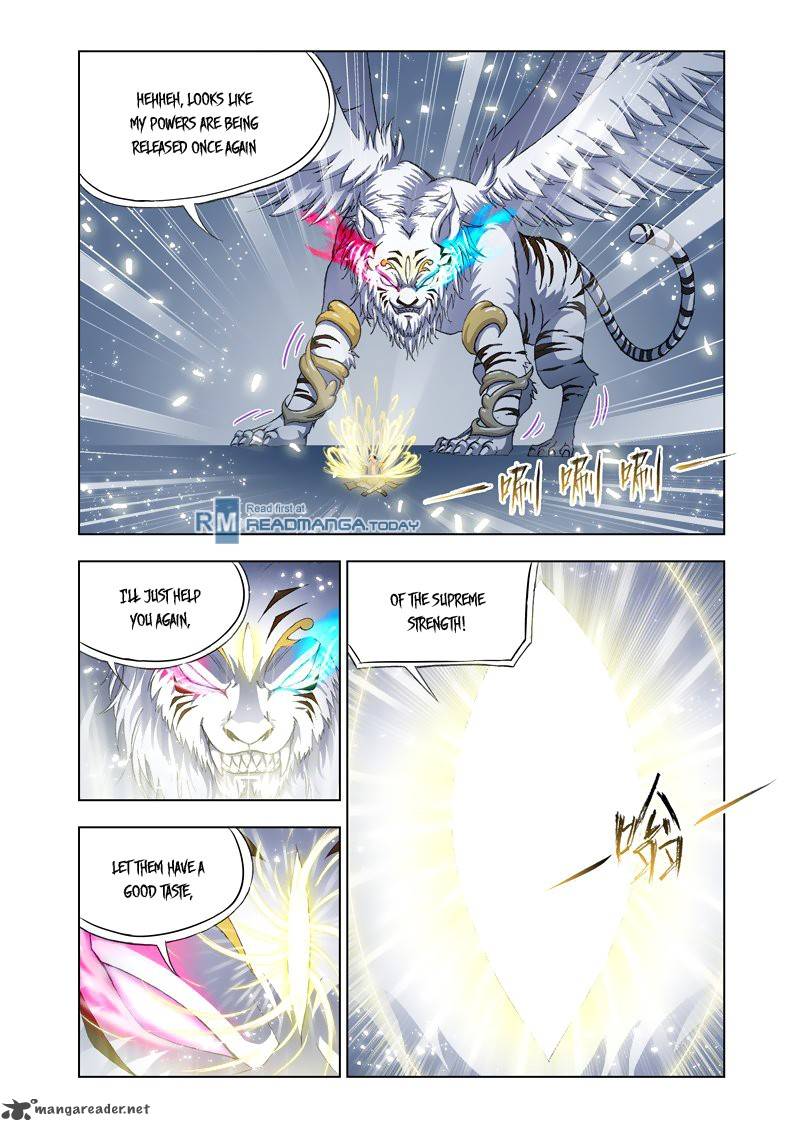 HEHHEH, LOOKS LIKE
MY POWERS ARE BEING
RELEASED ONCE AGAIN
唰 唰 唰
RM
Read first at
READMANGA.TODAY
I'LL JUST HELP
YOU AGAIN,
LET THEM HAVE A
GOOD TASTE,
OF THE SUPREME
STRENGTH!
嗡
mangareader.net